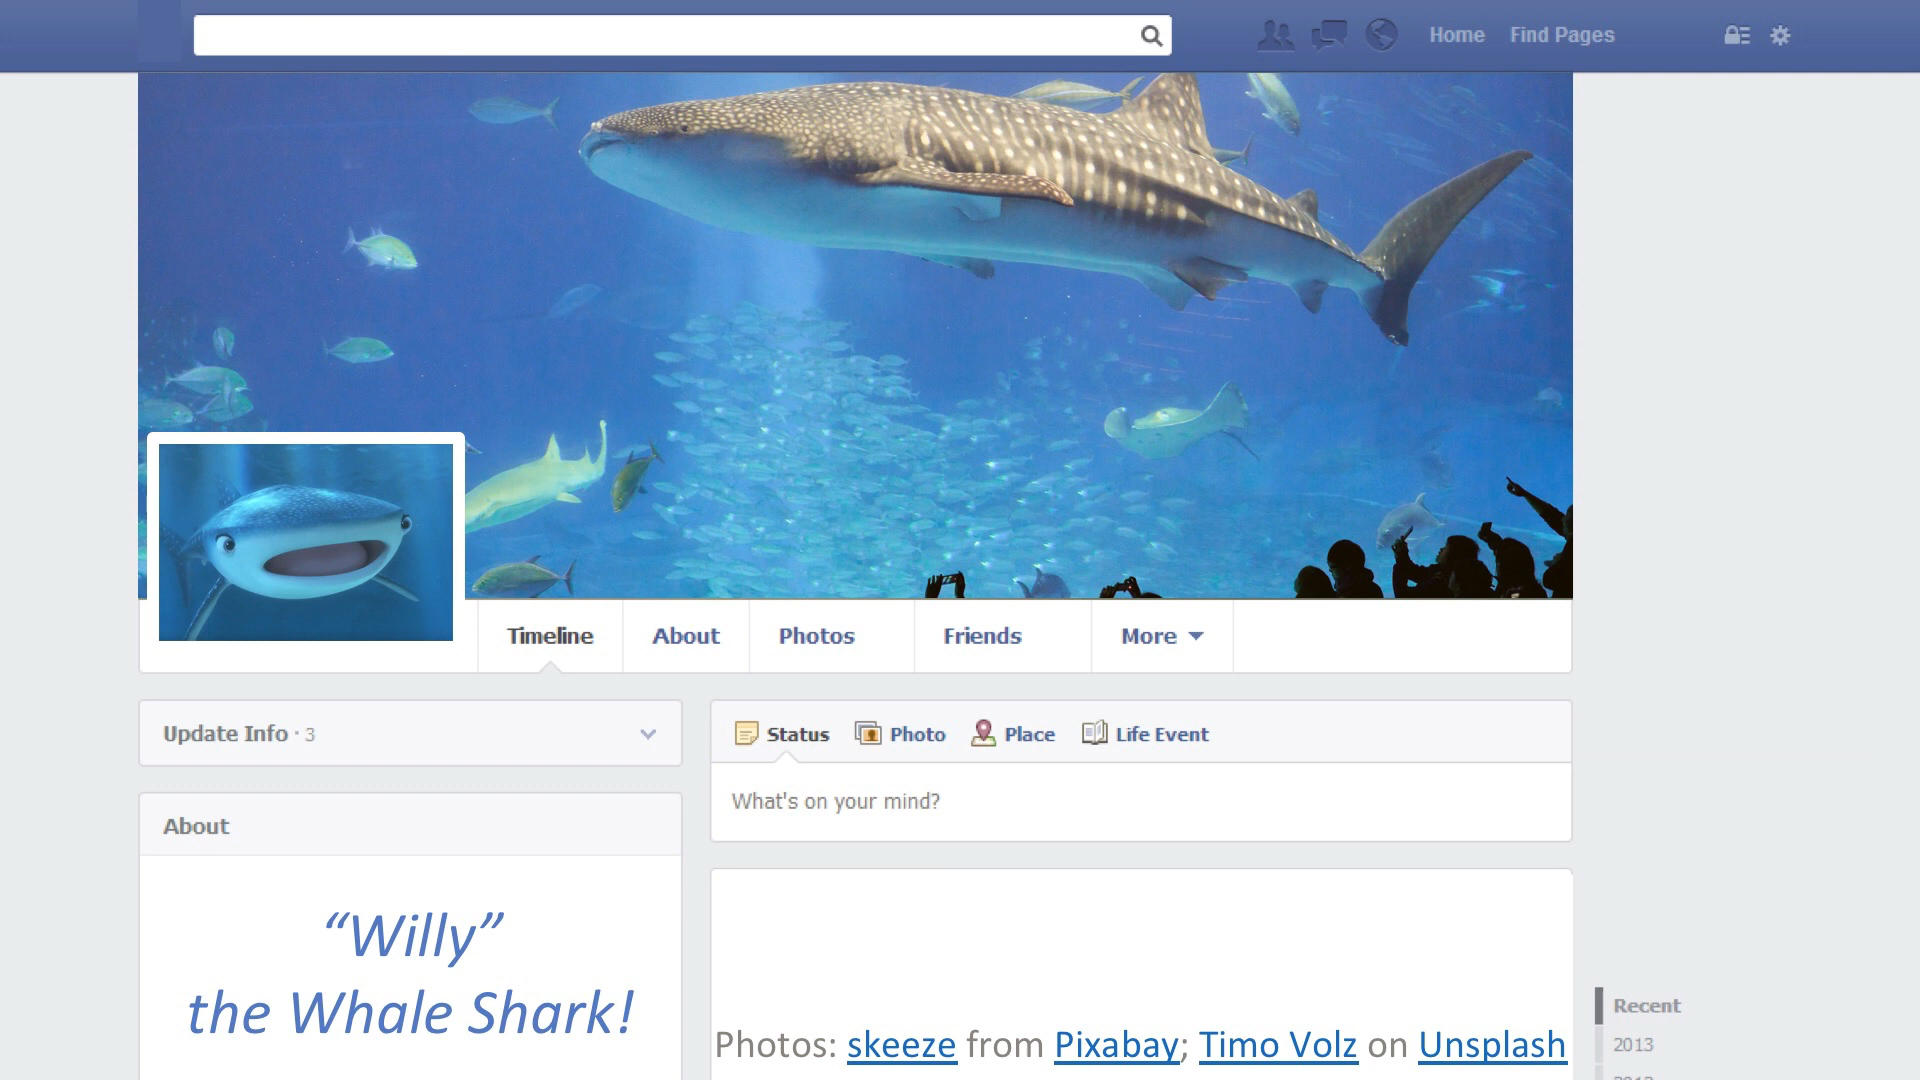 Home Find Pages
Timeline About Photos Friends More
Update Info · 3
Status Photo Place Life Event
What's on your mind?
About
“Willy”
the Whale Shark!
Photos: skeeze from Pixabay; Timo Volz on Unsplash
Recent
2013